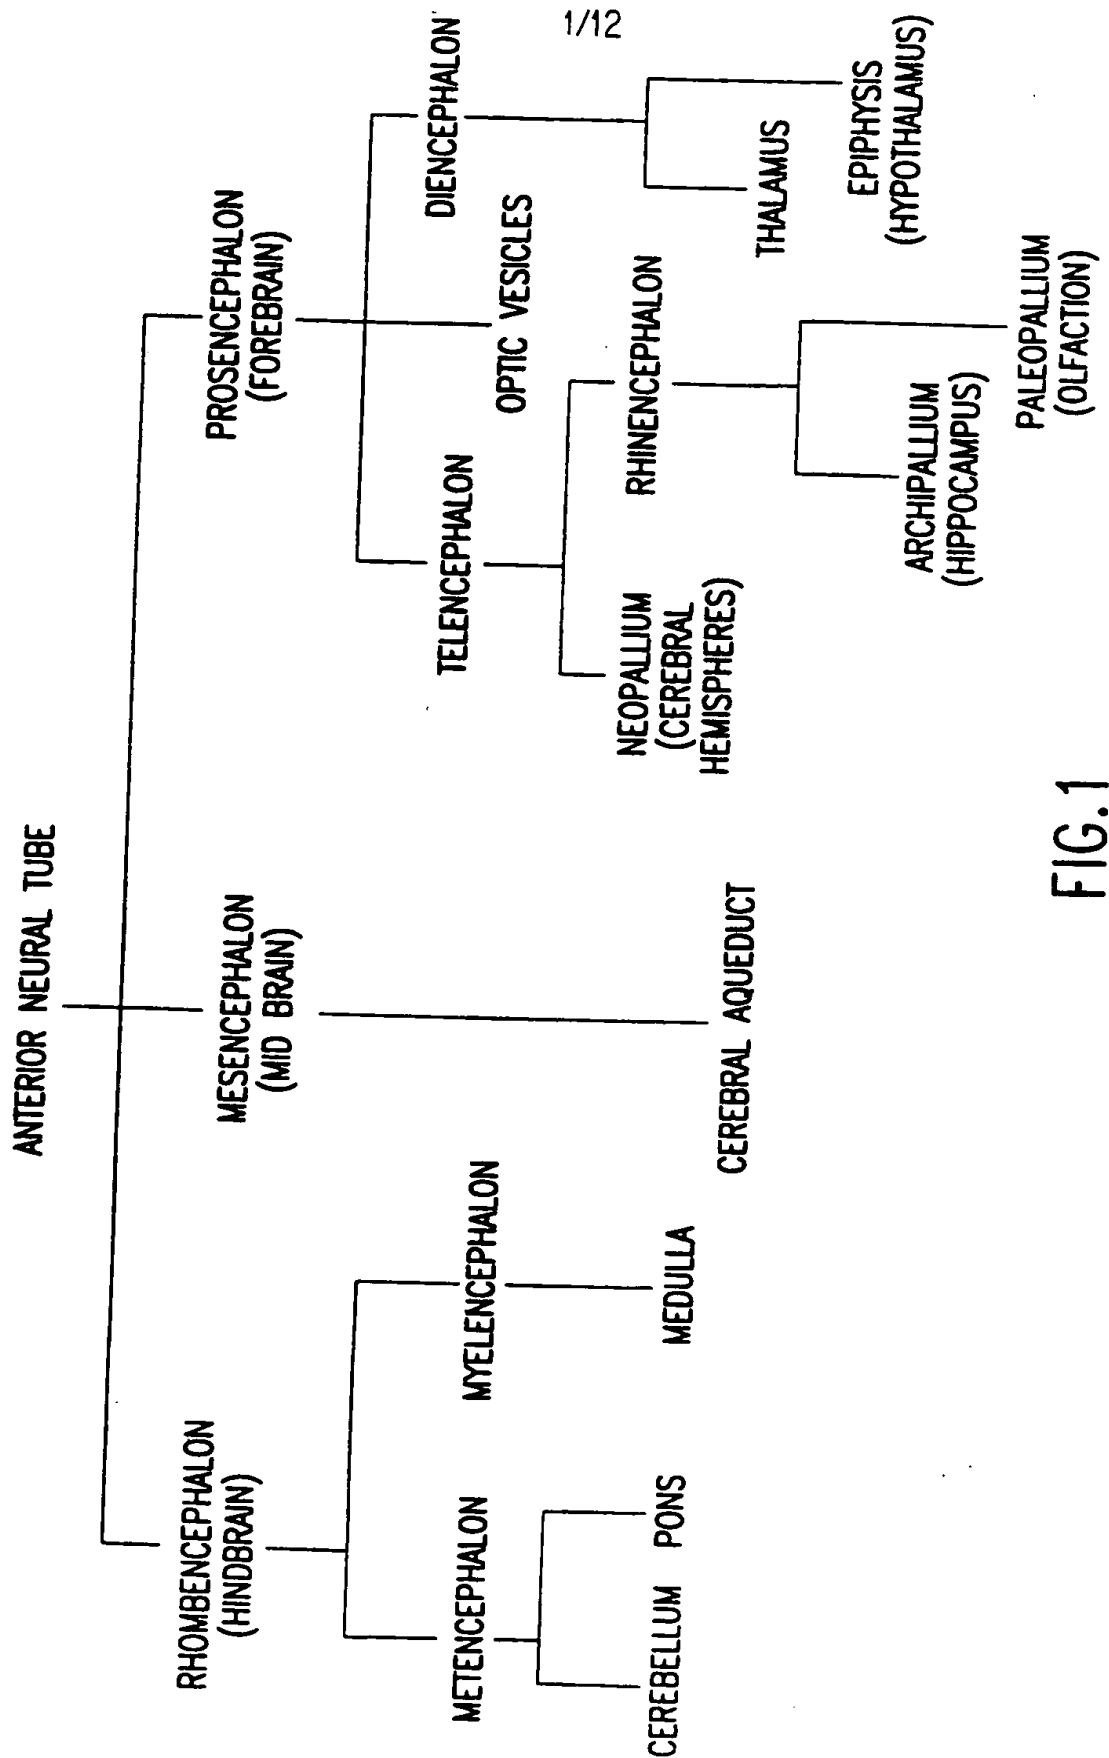 1/12
ANTERIOR NEURAL TUBE
RHOMBENCEPHALON
(HINDBRAIN)
MESENCEPHALON
(MID BRAIN)
PROSENCEPHALON
(FOREBRAIN)
METENCEPHALON
MYELENCEPHALON
TELENCEPHALON
OPTIC VESICLES
DIENCEPHALON
CEREBELLUM
PONS
MEDULLA
CEREBRAL AQUEDUCT
NEOPALLIUM
(CEREBRAL
HEMISPHERES)
RHINENCEPHALON
THALAMUS
EPIPHYSIS
(HYPOTHALAMUS)
ARCHIPALLIUM
(HIPPOCAMPUS)
PALEOPALLIUM
(OLFACTION)
FIG.1